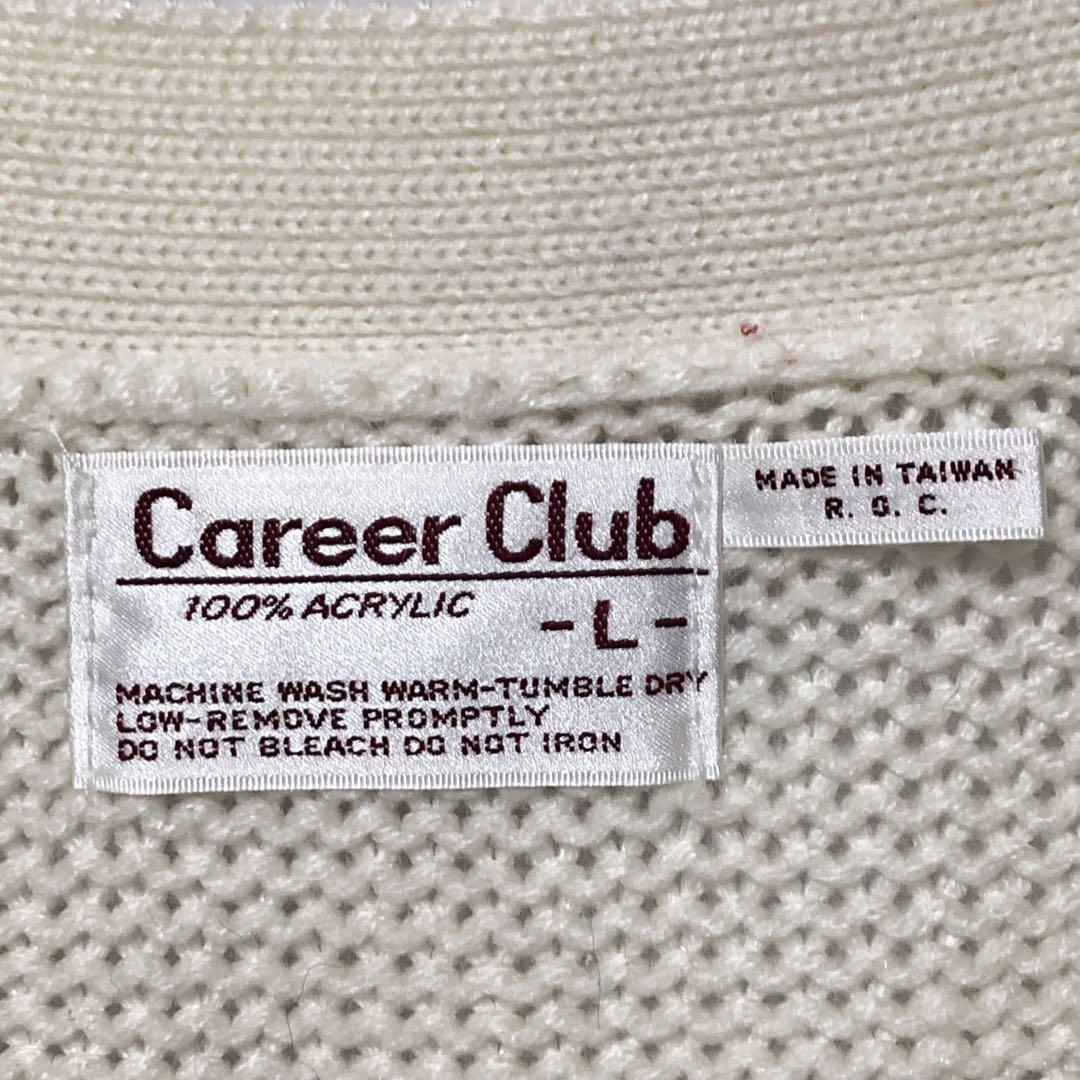 Career Club
100% ACRYLIC
- L -
MACHINE WASH WARM-TUMBLE DRY
LOW-REMOVE PROMPTLY
DO NOT BLEACH DO NOT IRON
MADE IN TAIWAN
R. O. C.